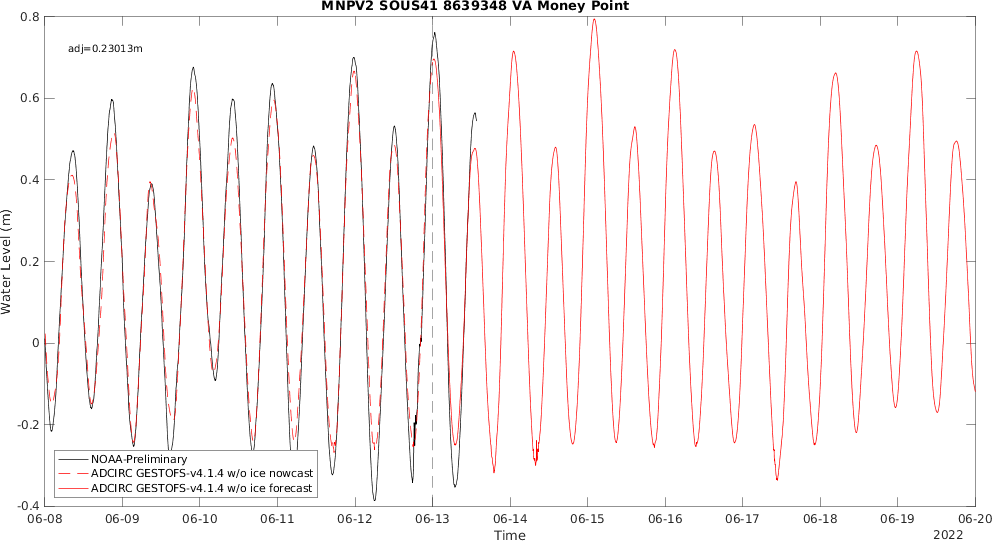 MNPV2 SOUS41 8639348 VA Money Point
adj=0.23013m
0.8
0.6
0.4
0.2
0
-0.2
-0.4
Water Level (m)
NOAA-Preliminary
ADCIRC GESTOFS-v4.1.4 w/o ice nowcast
ADCIRC GESTOFS-v4.1.4 w/o ice forecast
06-08 06-09 06-10 06-11 06-12 06-13 06-14 06-15 06-16 06-17 06-18 06-19 06-20
Time
2022